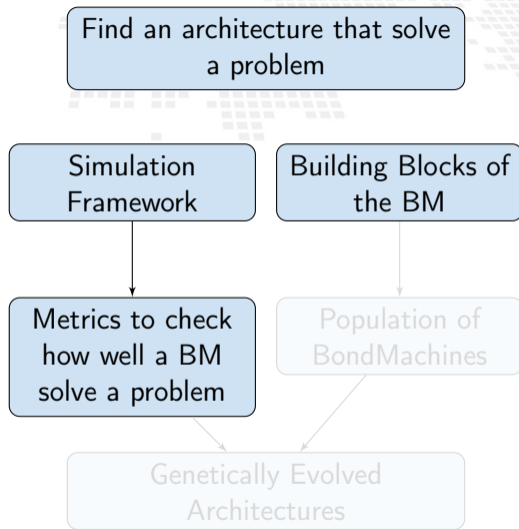 Find an architecture that solve
a problem
Simulation
Framework
Building Blocks of
the BM
Metrics to check
how well a BM
solve a problem
Population of
BondMachines
Genetically Evolved
Architectures